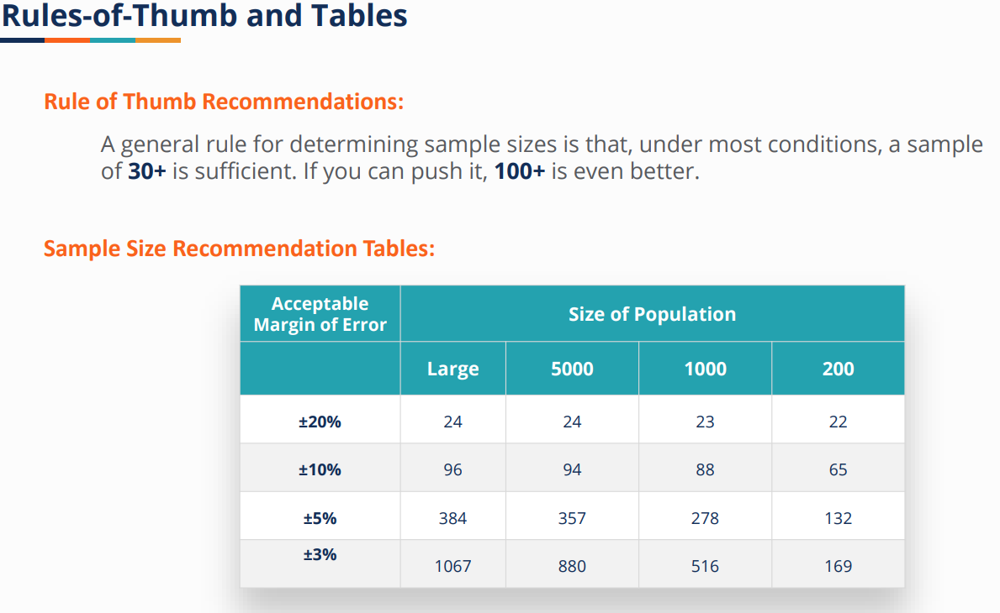 Rules-of-Thumb and Tables
Rule of Thumb Recommendations:
A general rule for determining sample sizes is that, under most conditions, a sample
of 30+ is sufficient. If you can push it, 100+ is even better.
Sample Size Recommendation Tables:
Acceptable
Margin of Error
Size of Population
Large 5000 1000 200
±20% 24 24 23 22
±10% 96 94 88 65
±5% 384 357 278 132
±3% 1067 880 516 169